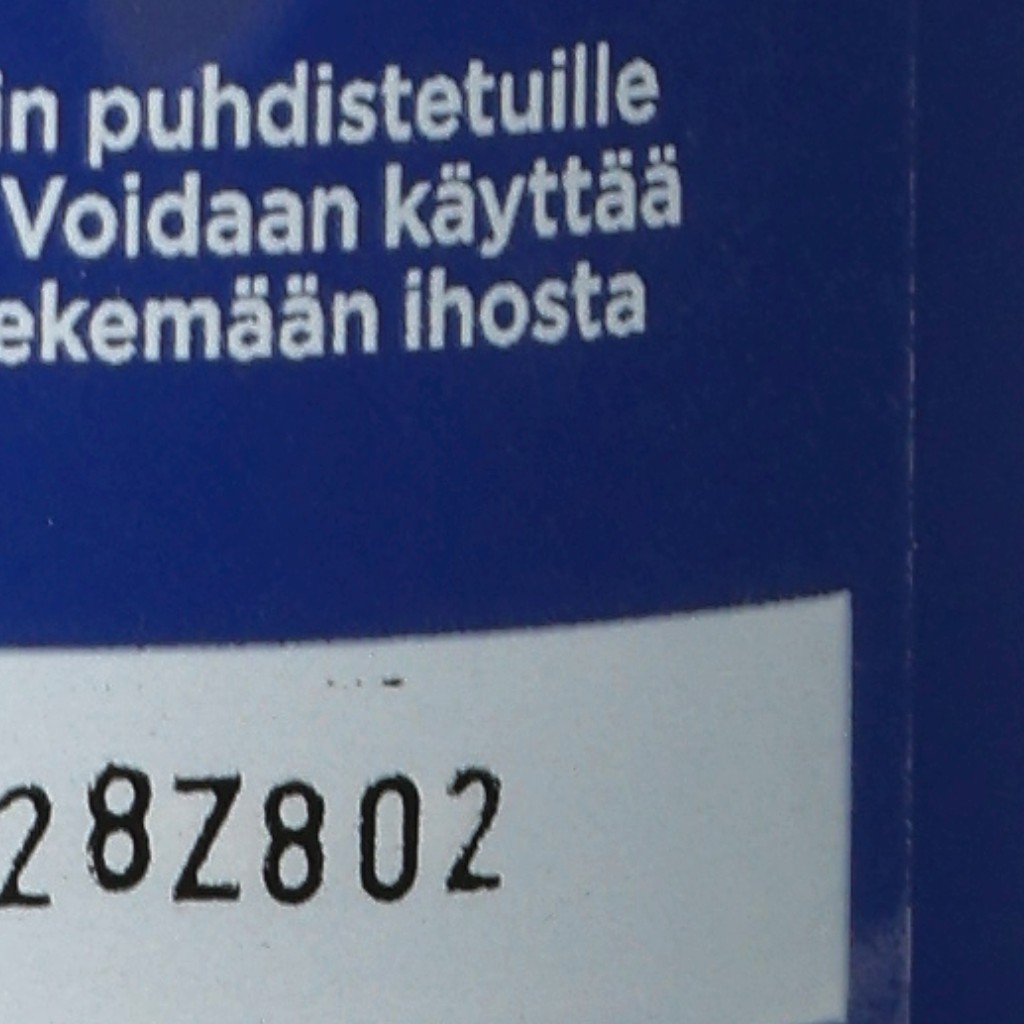 in puhdistetuille
Voidaan käyttää
ekemään ihosta
28Z802